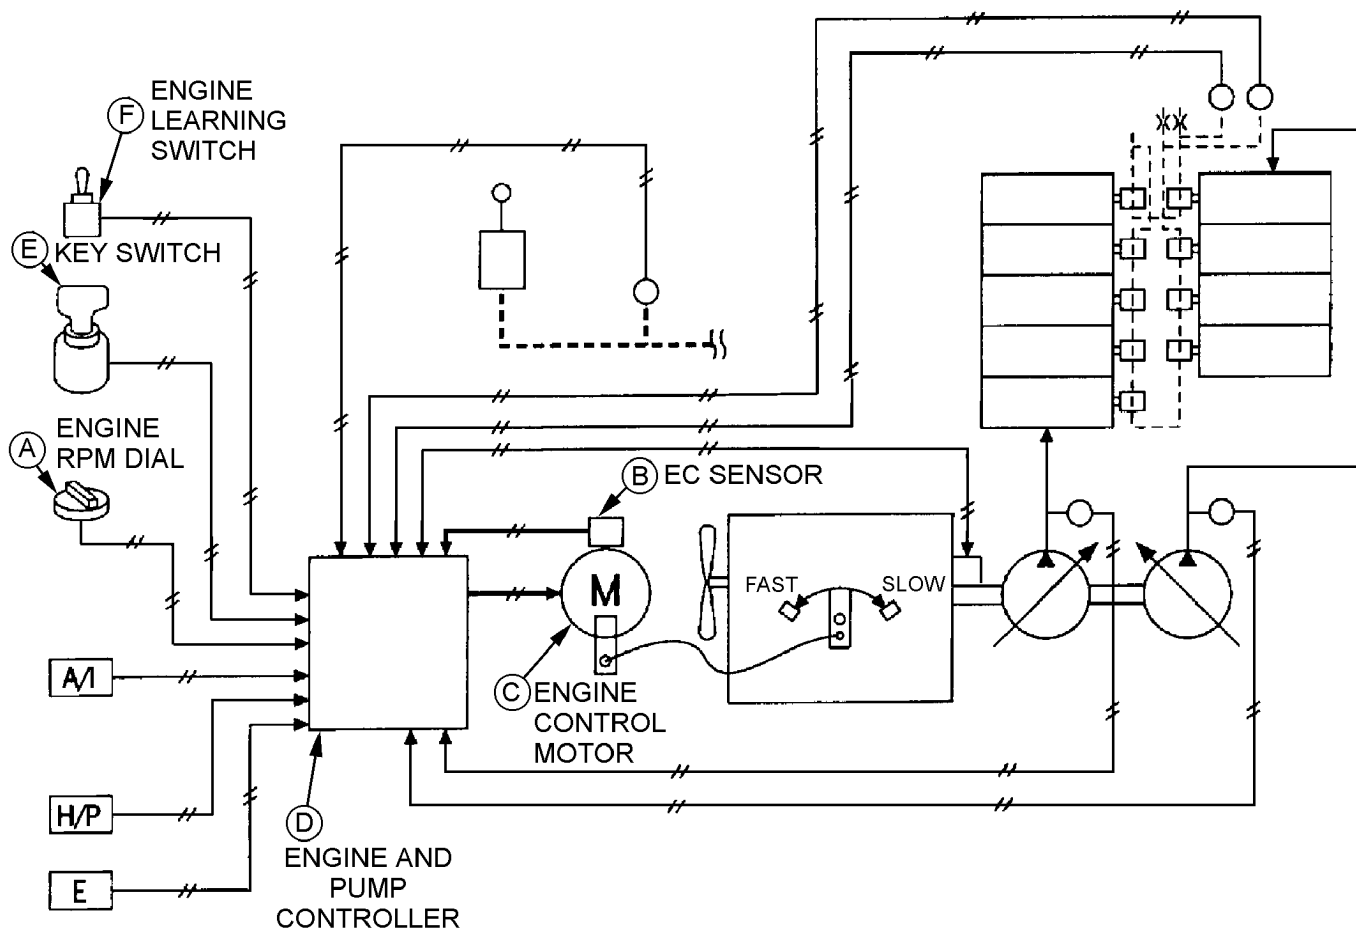 F
ENGINE
LEARNING
SWITCH
E
KEY SWITCH
A
ENGINE
RPM DIAL
B
EC SENSOR
M
FAST
SLOW
C
ENGINE
CONTROL
MOTOR
A/I
H/P
E
D
ENGINE AND
PUMP
CONTROLLER